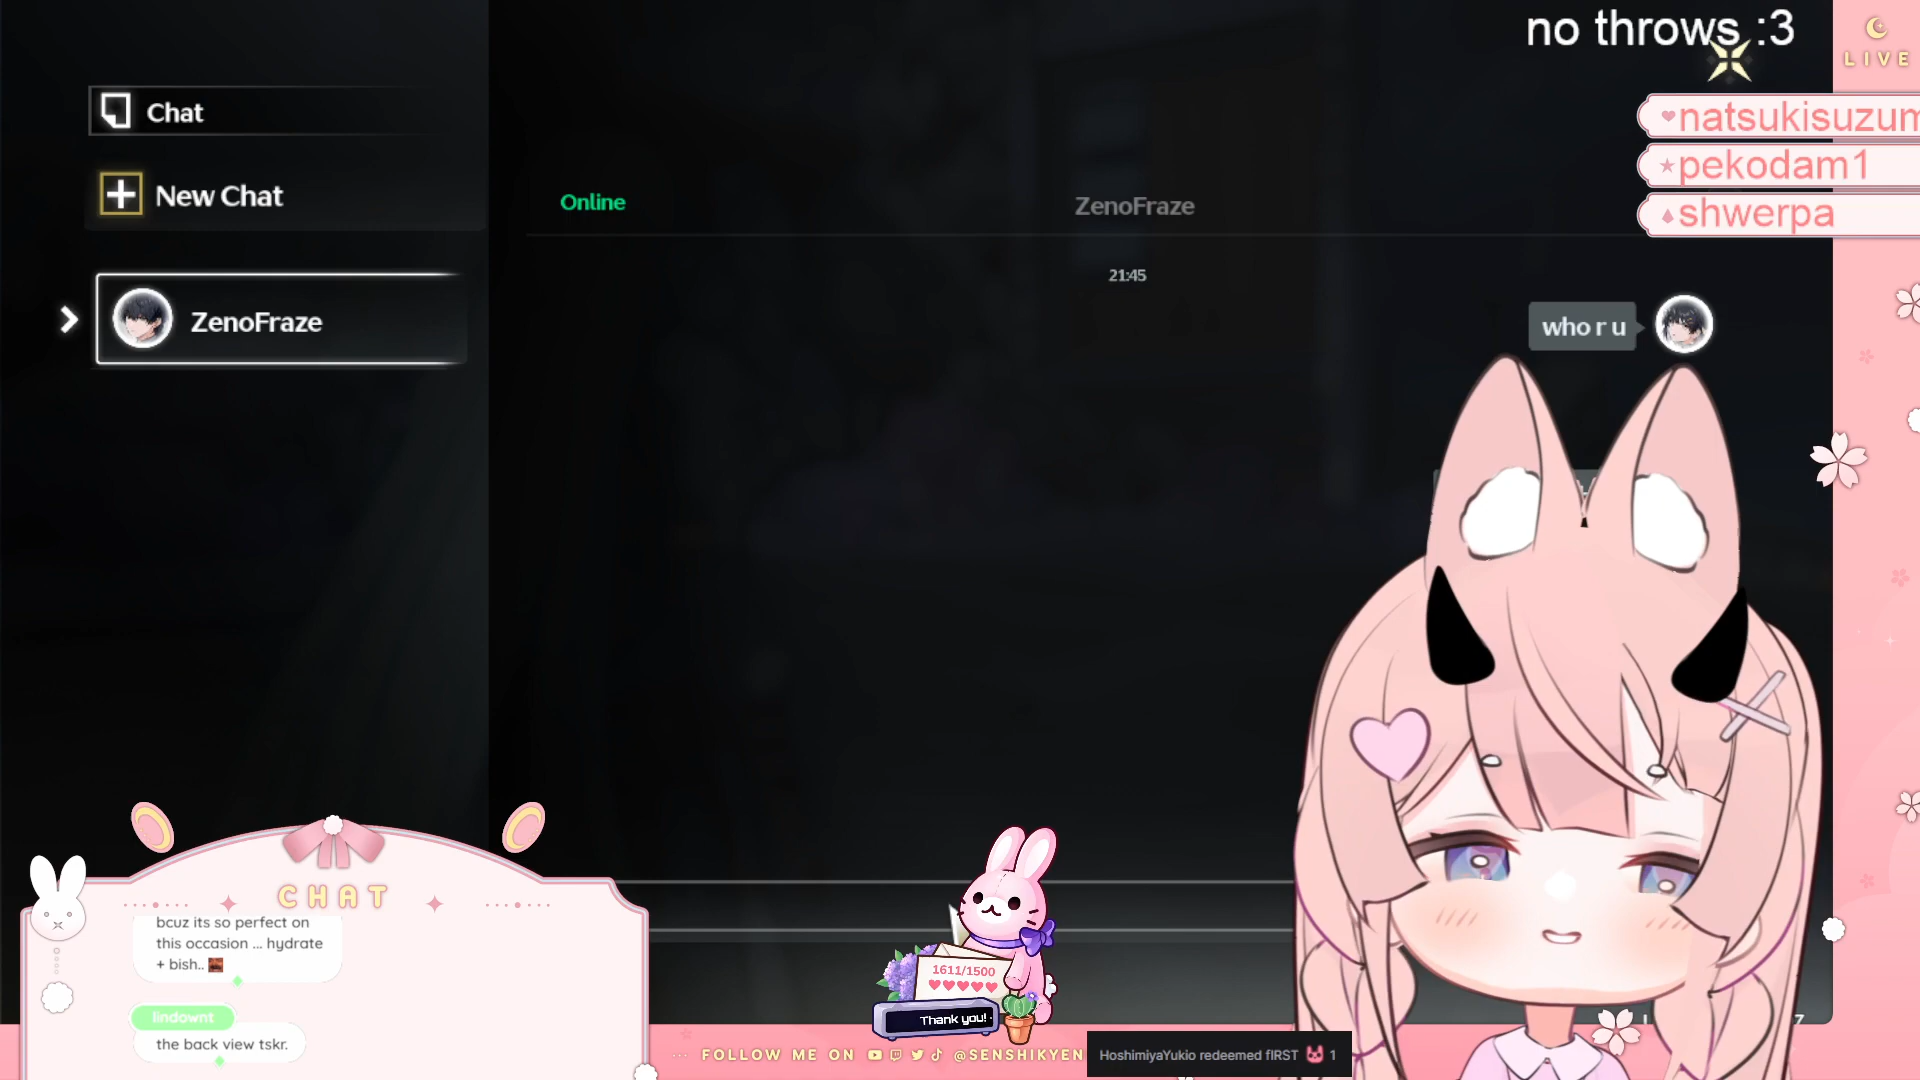 no throws :3
LIVE
natsukisuzum
pekodam1
shwerpa
Chat
New Chat
ZenoFraze
Online
ZenoFraze
21:45
who r u
CHAT
bcuz its so perfect on
this occasion ... hydrate
+ bish..
lindownt
the back view tskr.
1611/1500
Thank you!
FOLLOW ME ON @SENSHIKYEN
HoshimiyaYukio redeemed fIRST 1